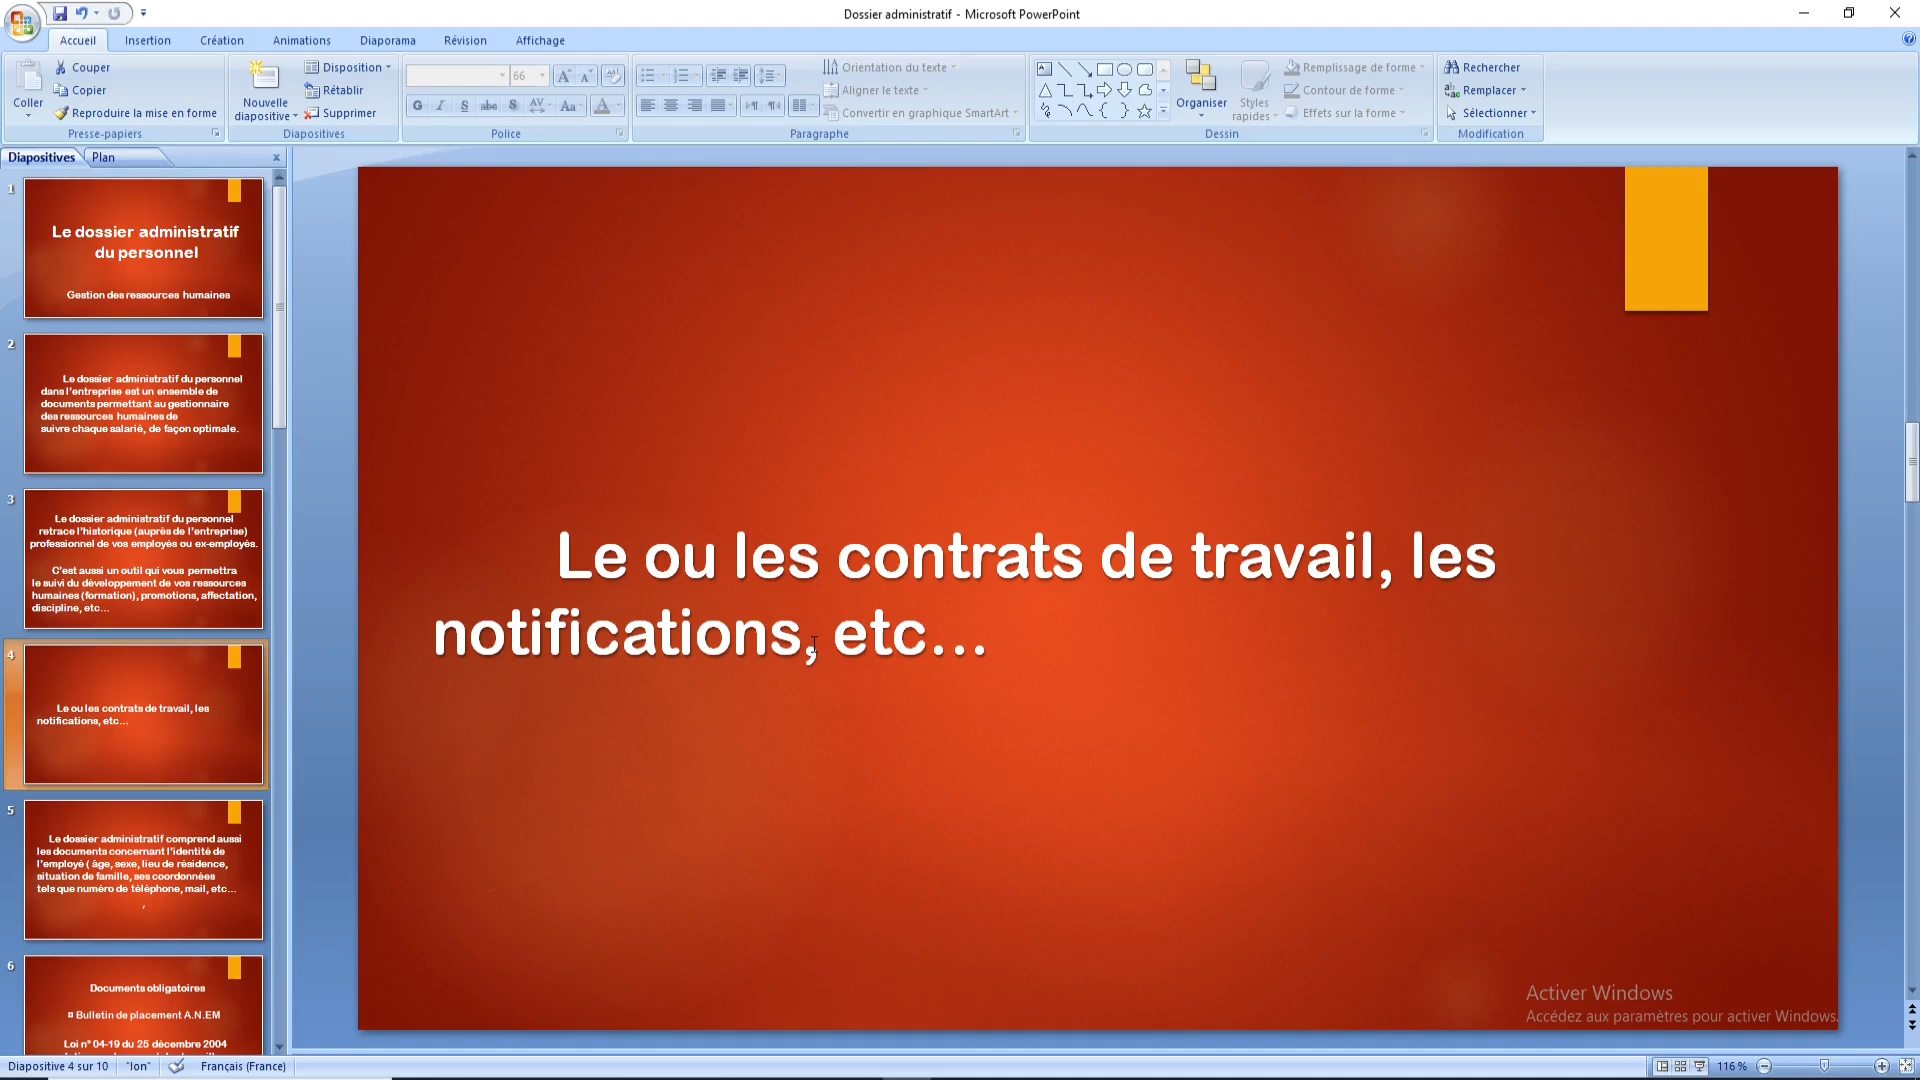 Dossier administratif - Microsoft PowerPoint
Accueil Insertion Création Animations Diaporama Révision Affichage
Coller
Couper
Copier
Reproduire la mise en forme
Presse-papiers
Nouvelle
diapositive
Disposition
Rétablir
Supprimer
Diapositives
66
G I S abc S AV Aa A
Police
Orientation du texte
Aligner le texte
Convertir en graphique SmartArt
Paragraphe
Organiser
Styles
rapides
Remplissage de forme
Contour de forme
Effets sur la forme
Dessin
Rechercher
Remplacer
Sélectionner
Modification
Diapositives Plan
1
Le dossier administratif
du personnel
Gestion des ressources humaines
2
Le dossier administratif du personnel
dans l'entreprise est un ensemble de
documents permettant au gestionnaire
des ressources humaines de
suivre chaque salarié, de façon optimale.
3
Le dossier administratif du personnel
retrace l'historique (auprès de l'entreprise)
professionnel de vos employés ou ex-employés.
C'est aussi un outil qui vous permettra
le suivi du développement de vos ressources
humaines (formation), promotions, affectation,
discipline, etc...
4
Le ou les contrats de travail, les
notifications, etc...
5
Le dossier administratif comprend aussi
les documents concernant l'identité de
l'employé ( âge, sexe, lieu de résidence,
situation de famille, ses coordonnées
tels que numéro de téléphone, mail, etc...
,
6
Documents obligatoires
¤ Bulletin de placement A.N.EM
Loi n° 04-19 du 25 décembre 2004
Le ou les contrats de travail, les
notifications, etc...
Activer Windows
Accédez aux paramètres pour activer Windows.
Diapositive 4 sur 10 "Ion" Français (France) 116 %